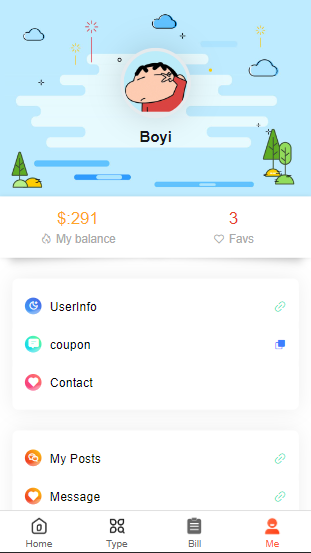 Boyi
$:291
3
My balance
Favs
UserInfo
coupon
Contact
My Posts
Message
Home
Type
Bill
Me